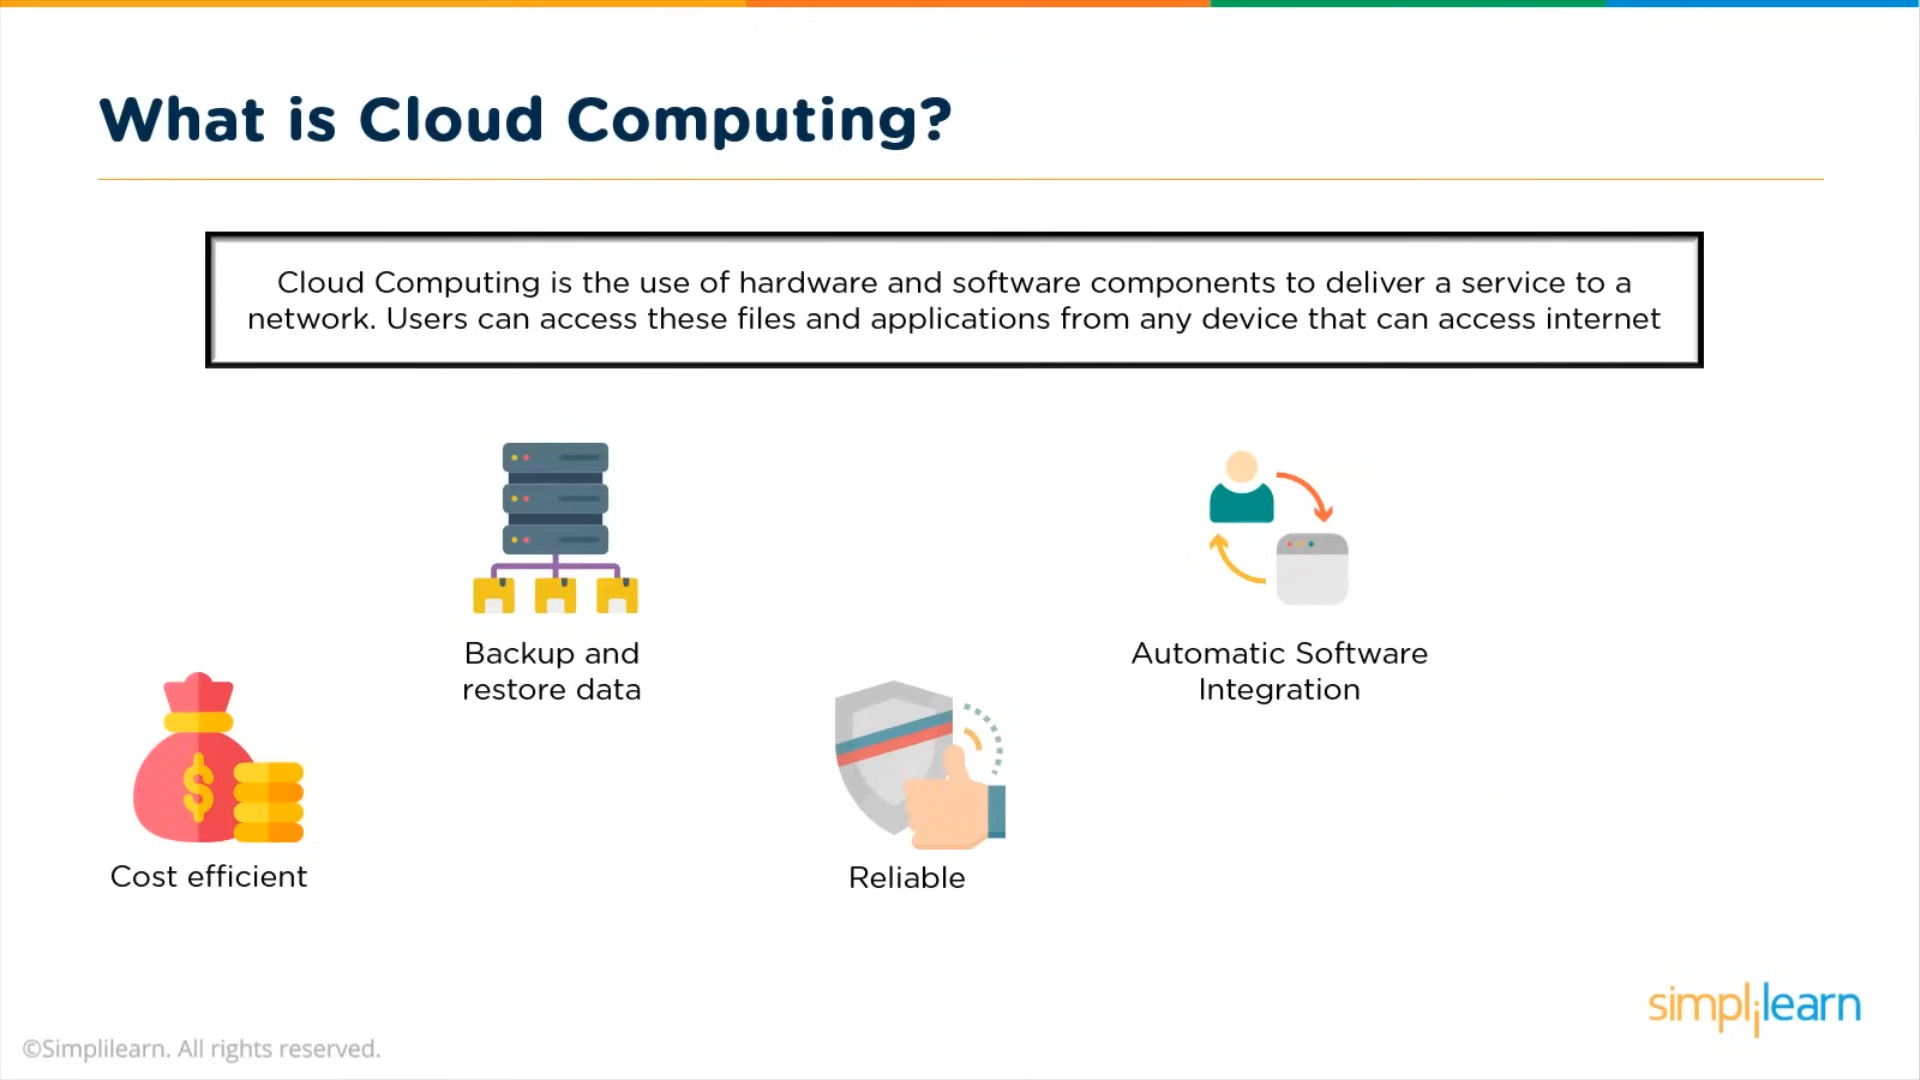 What is Cloud Computing?
Cloud Computing is the use of hardware and software components to deliver a service to a
network. Users can access these files and applications from any device that can access internet
Backup and
restore data
Automatic Software
Integration
$
Cost efficient
Reliable
simplilearn
©Simplilearn. All rights reserved.